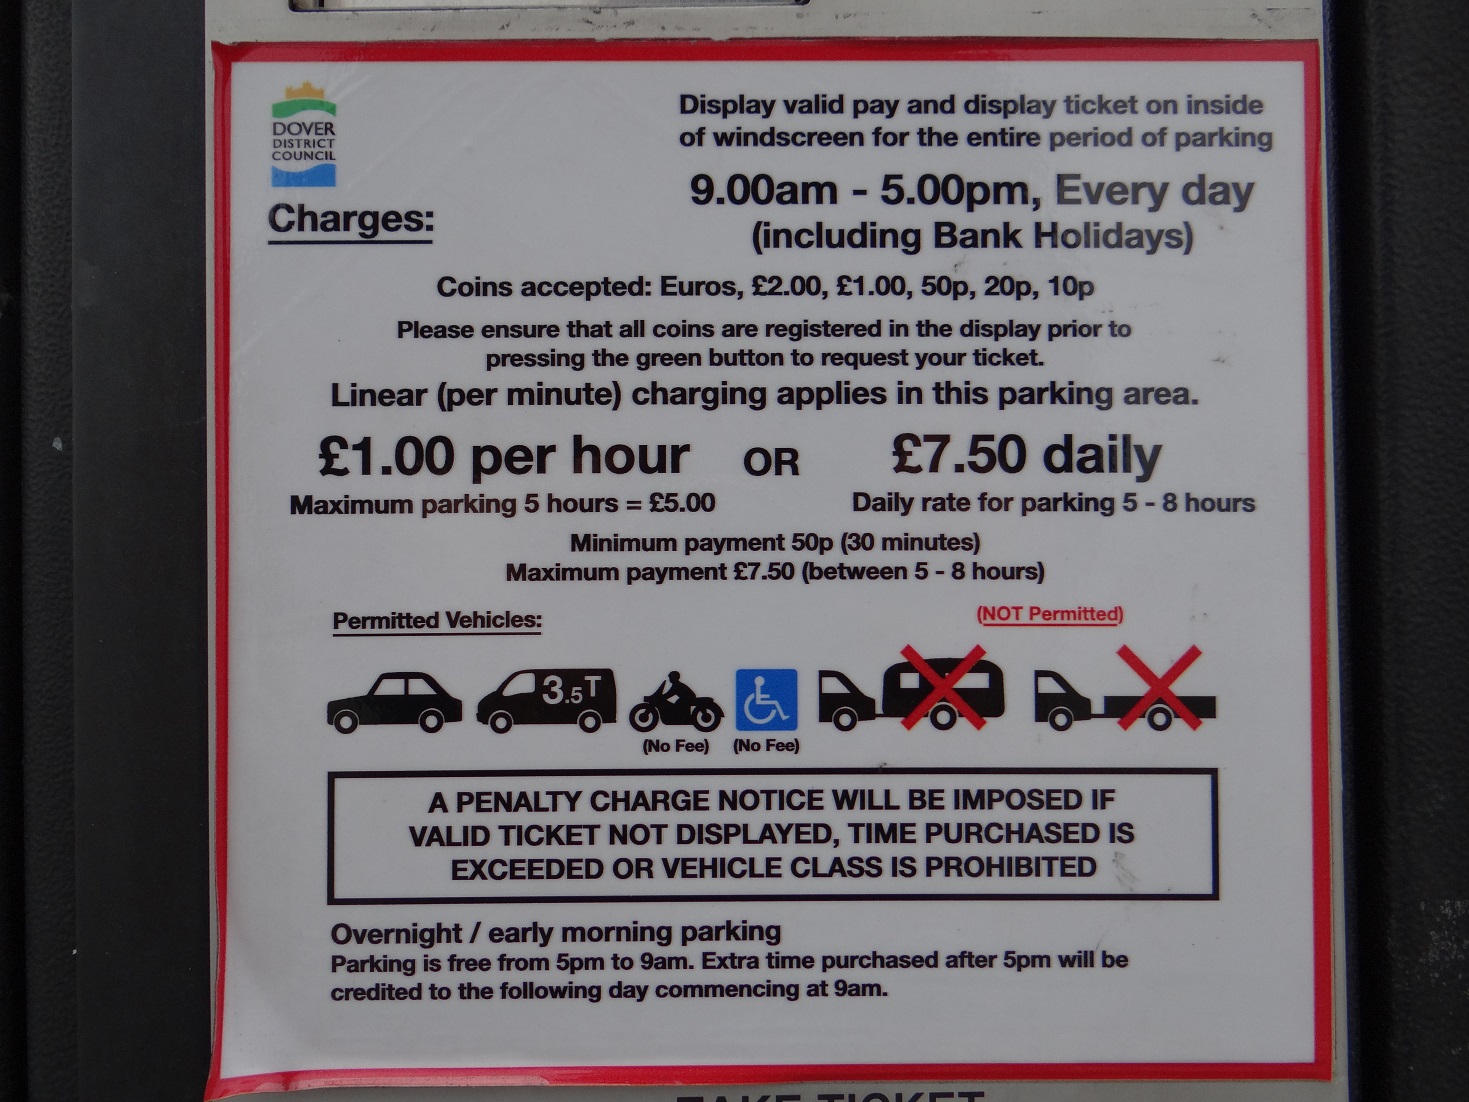 DOVER
DISTRICT
COUNCIL
Display valid pay and display ticket on inside
of windscreen for the entire period of parking
9.00am - 5.00pm, Every day
(including Bank Holidays)
Charges:
Coins accepted: Euros, £2.00, £1.00, 50p, 20p, 10p
Please ensure that all coins are registered in the display prior to
pressing the green button to request your ticket.
Linear (per minute) charging applies in this parking area.
£1.00 per hour OR £7.50 daily
Maximum parking 5 hours = £5.00 Daily rate for parking 5 - 8 hours
Minimum payment 50p (30 minutes)
Maximum payment £7.50 (between 5 - 8 hours)
Permitted Vehicles: (NOT Permitted)
3.5T
(No Fee) (No Fee)
A PENALTY CHARGE NOTICE WILL BE IMPOSED IF
VALID TICKET NOT DISPLAYED, TIME PURCHASED IS
EXCEEDED OR VEHICLE CLASS IS PROHIBITED
Overnight / early morning parking
Parking is free from 5pm to 9am. Extra time purchased after 5pm will be
credited to the following day commencing at 9am.
TAKE TICKET